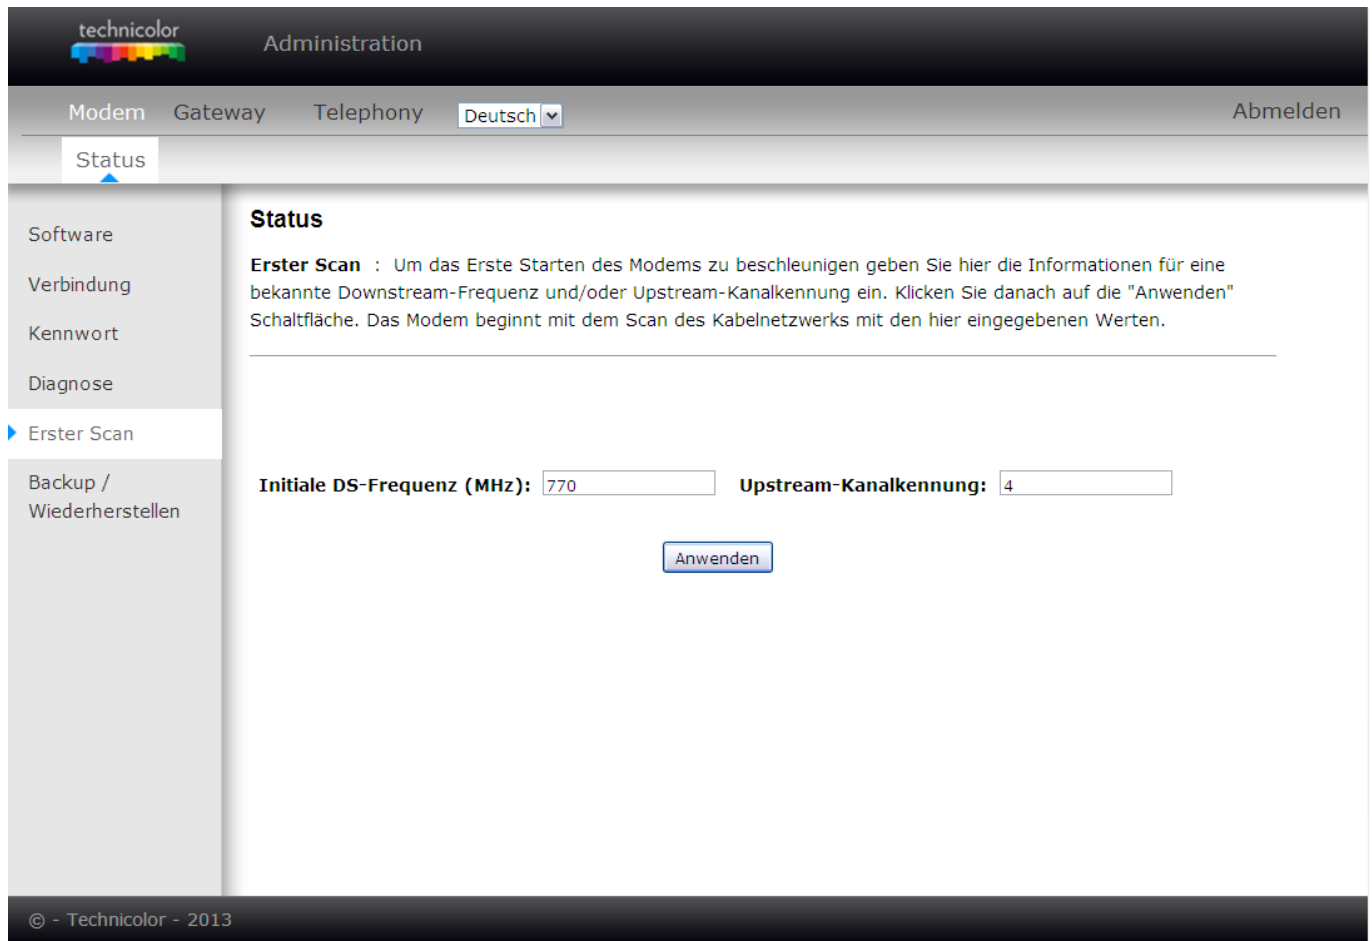 technicolor
Administration
Modem Gateway Telephony Deutsch Abmelden
Status
Software
Verbindung
Kennwort
Diagnose
Erster Scan
Backup /
Wiederherstellen
Status
Erster Scan : Um das Erste Starten des Modems zu beschleunigen geben Sie hier die Informationen für eine
bekannte Downstream-Frequenz und/oder Upstream-Kanalkennung ein. Klicken Sie danach auf die "Anwenden"
Schaltfläche. Das Modem beginnt mit dem Scan des Kabelnetzwerks mit den hier eingegebenen Werten.
Initiale DS-Frequenz (MHz): 770 Upstream-Kanalkennung: 4
Anwenden
© - Technicolor - 2013